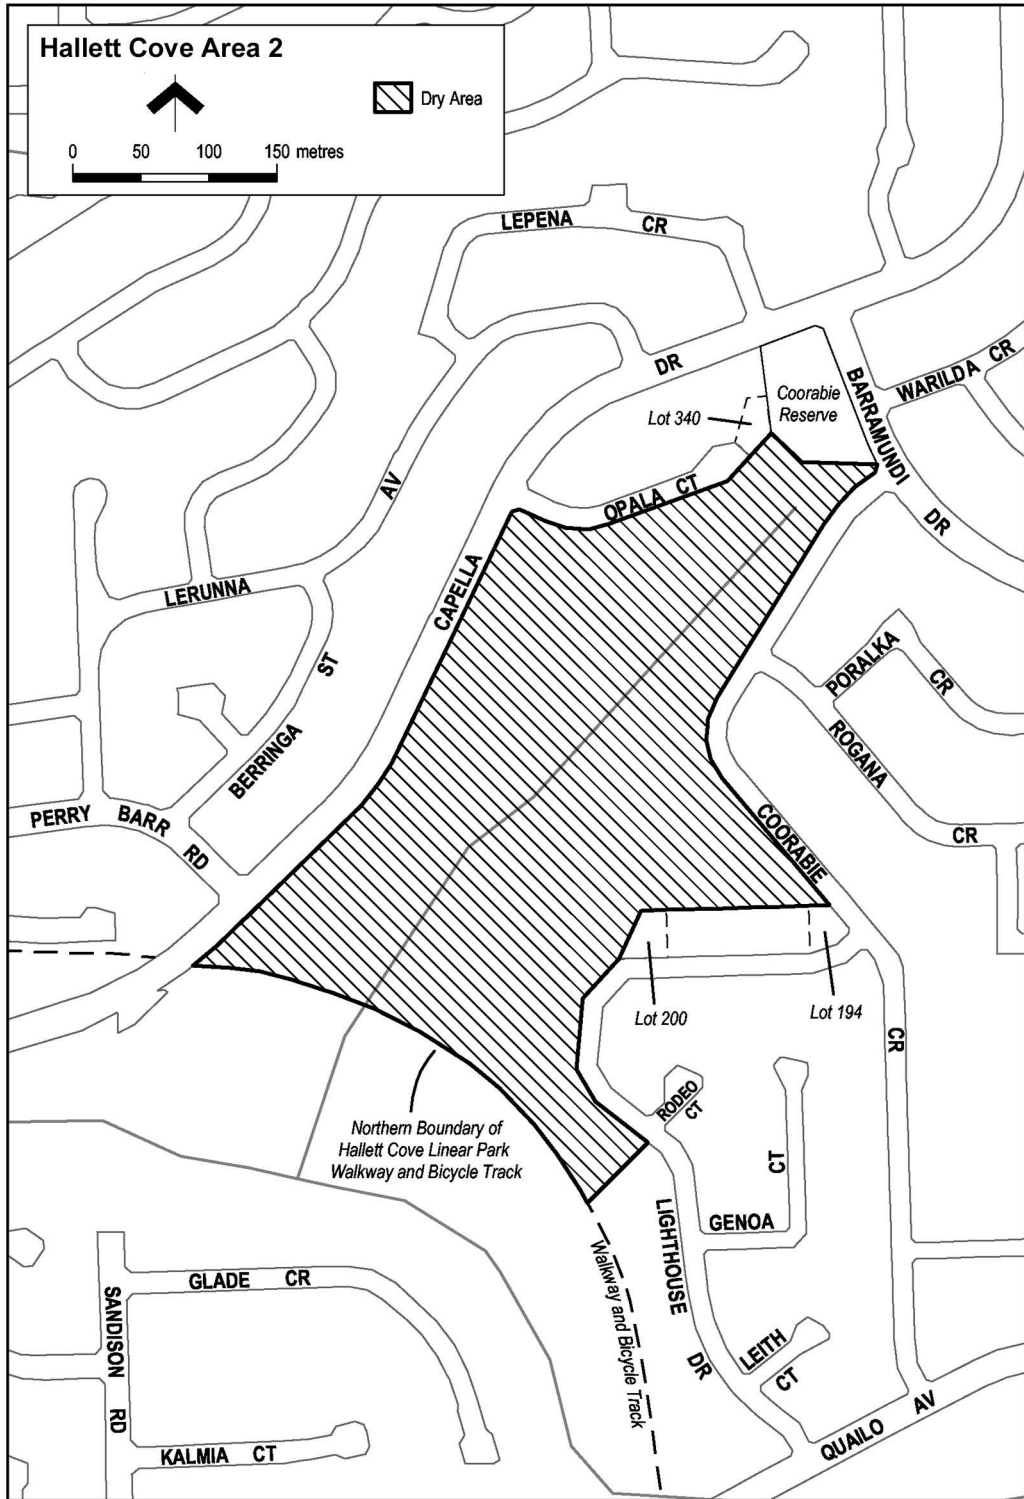 Hallett Cove Area 2
Dry Area
0 50 100 150 metres
LEPENA CR
DR
BARRAMUNDI
WARILDA CR
Coorabie
Reserve
Lot 340
AV
OPALA CT
DR
CAPELLA
LERUNNA
ST
PORALKA
CR
BERRINGA
ROGANA
PERRY BARR
RD
COORABIE
CR
Lot 200
Lot 194
CR
RODEO
CT
Northern Boundary of
Hallett Cove Linear Park
Walkway and Bicycle Track
CT
GENOA
LIGHTHOUSE
Walkway and Bicycle Track
GLADE CR
SANDISON
LEITH
DR
CT
RD
AV
QUAILO
KALMIA CT